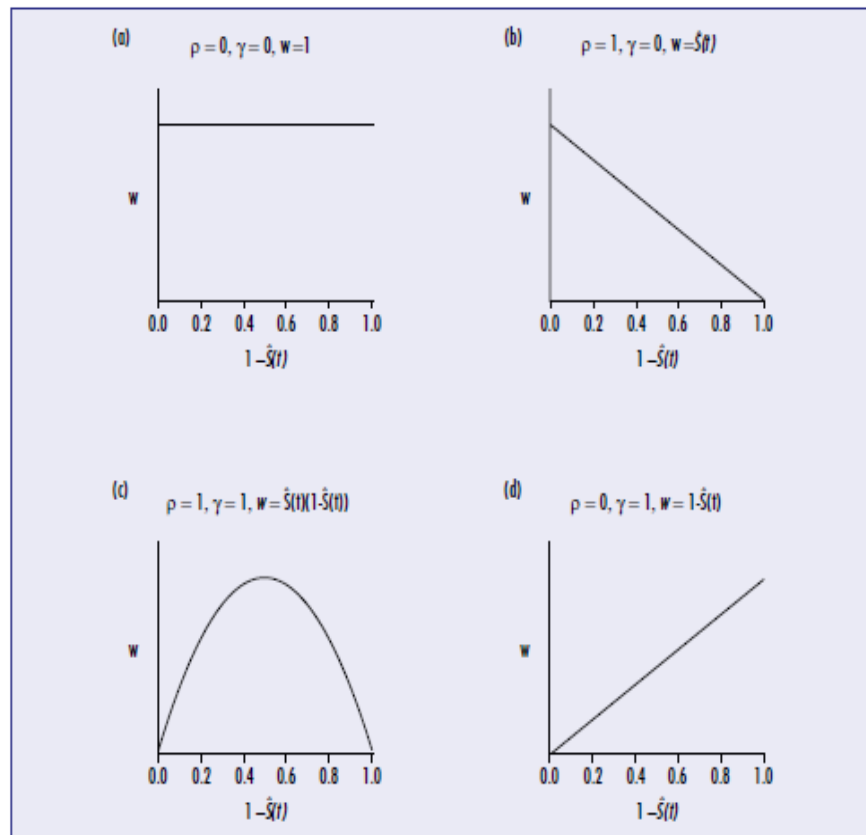 (a) ρ = 0, γ = 0, w=1
w
0.0 0.2 0.4 0.6 0.8 1.0
1 –Ŝ(t)
(b) ρ = 1, γ = 0, w=Ŝ(t)
w
0.0 0.2 0.4 0.6 0.8 1.0
1 –Ŝ(t)
(c) ρ = 1, γ = 1, w = Ŝ(t)(1-Ŝ(t))
w
0.0 0.2 0.4 0.6 0.8 1.0
1 –Ŝ(t)
(d) ρ = 0, γ = 1, w = 1-Ŝ(t)
w
0.0 0.2 0.4 0.6 0.8 1.0
1 –Ŝ(t)